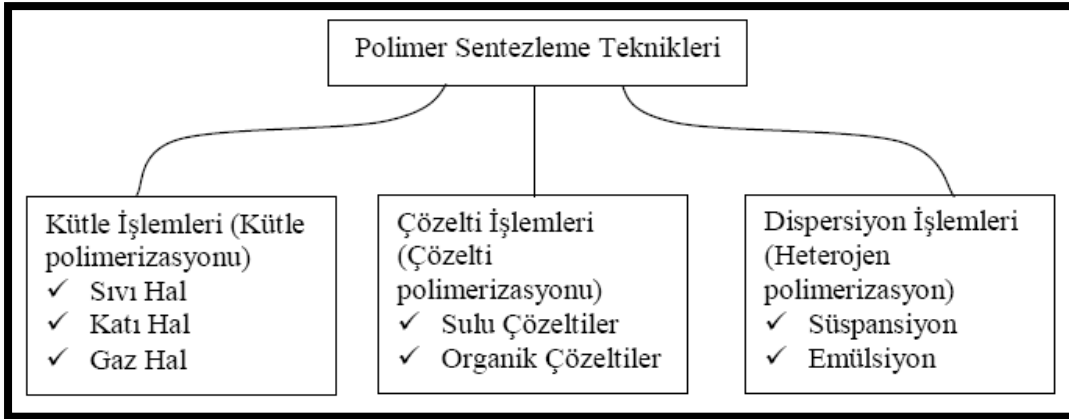 Polimer Sentezleme Teknikleri
Kütle İşlemleri (Kütle
polimerizasyonu)
✓ Sıvı Hal
✓ Katı Hal
✓ Gaz Hal
Çözelti İşlemleri
(Çözelti
polimerizasyonu)
✓ Sulu Çözeltiler
✓ Organik Çözeltiler
Dispersiyon İşlemleri
(Heterojen
polimerizasyon)
✓ Süspansiyon
✓ Emülsiyon